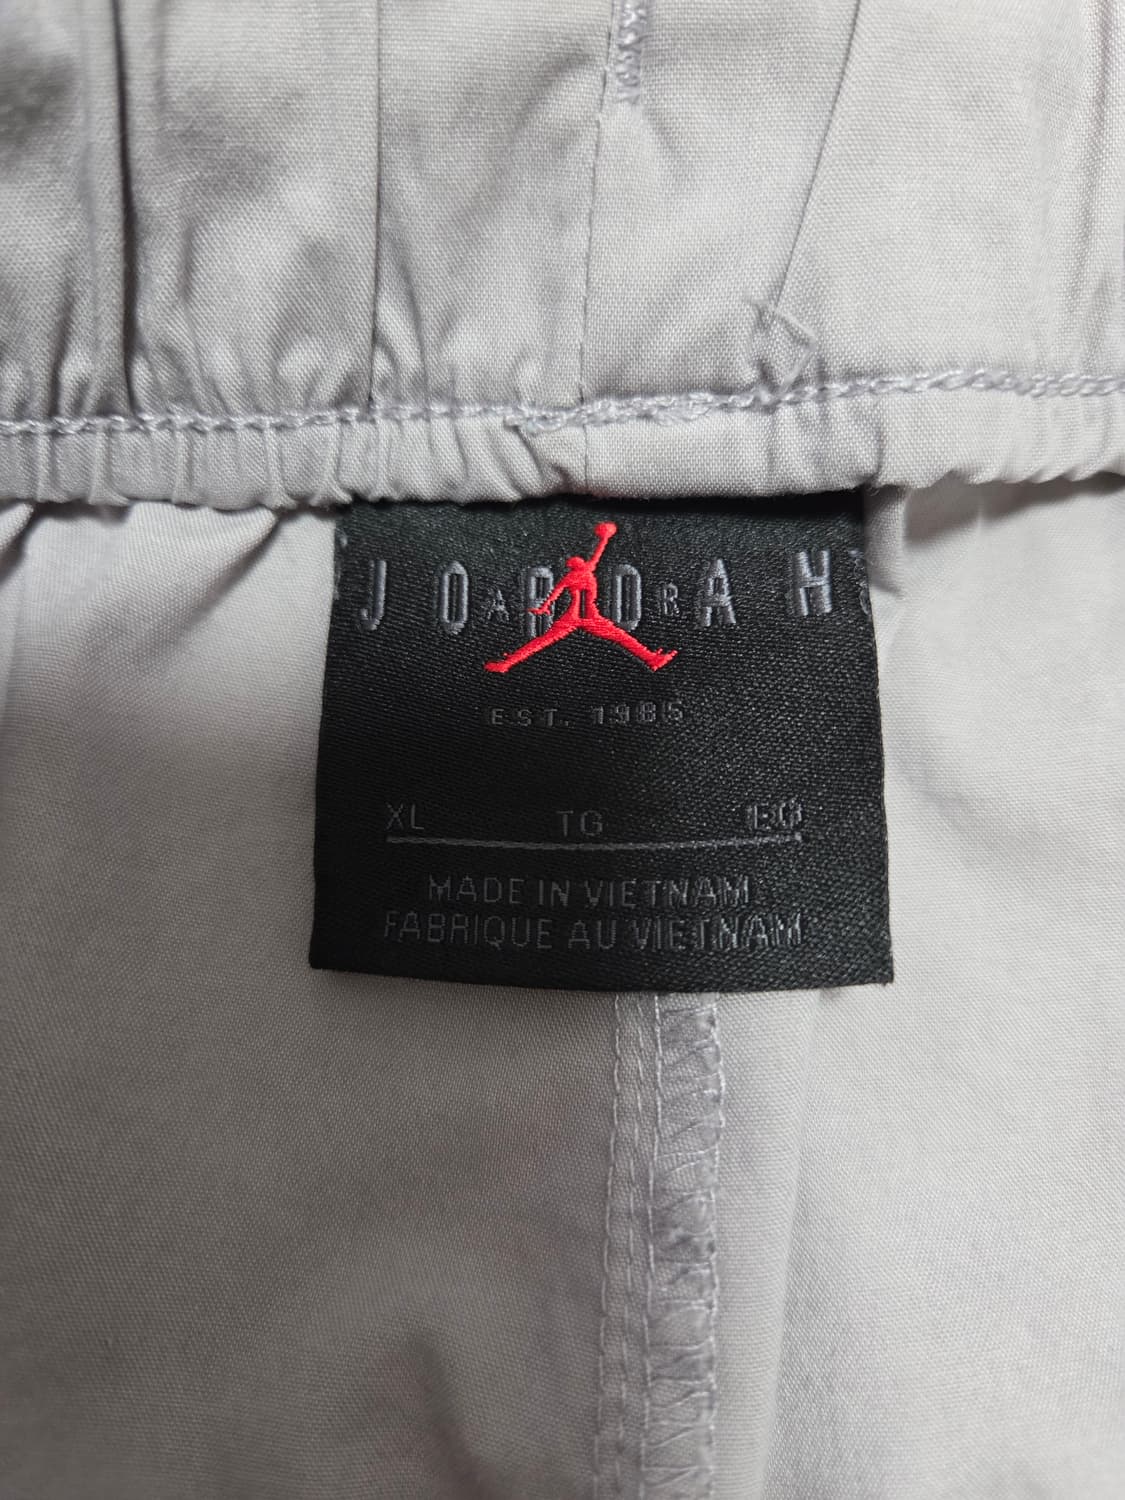 JORDAN
EST. 1985
XL TG EG
MADE IN VIETNAM
FABRIQUE AU VIETNAM